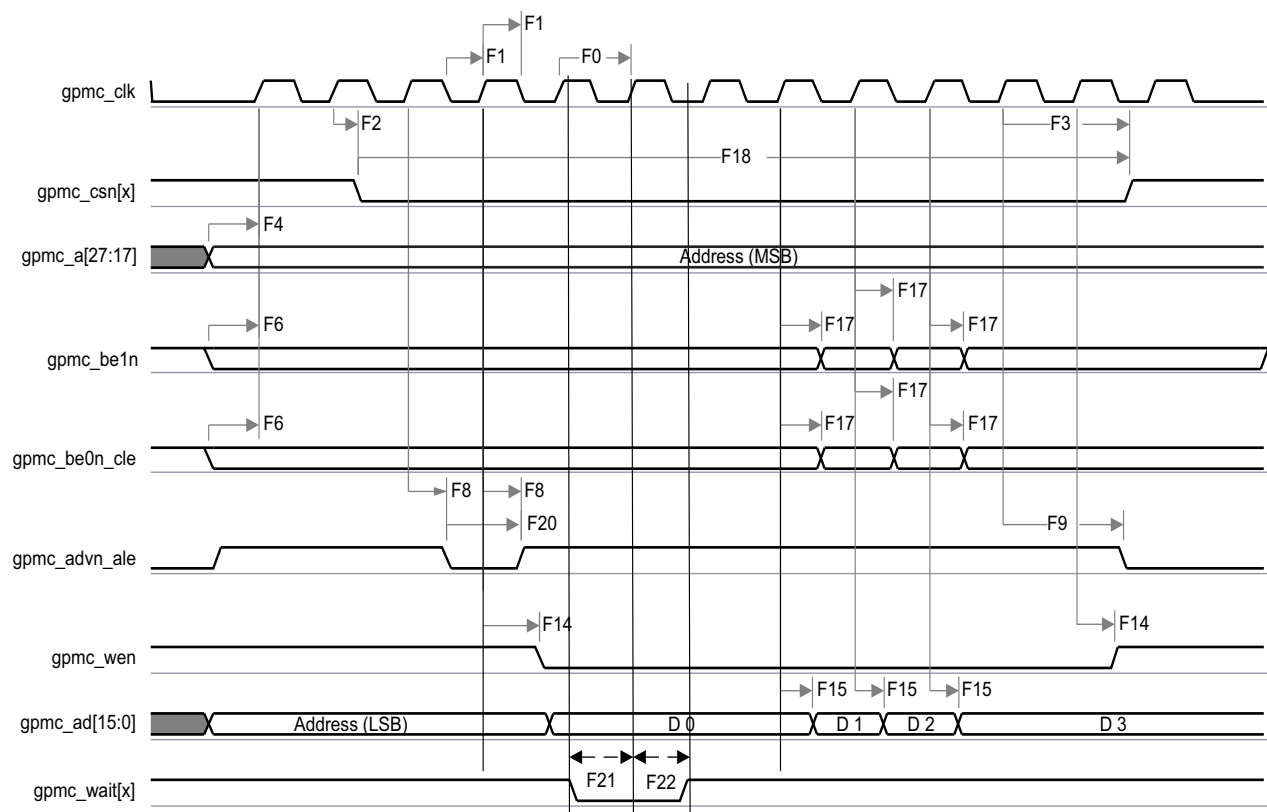 F1
F1 F0
gpmc_clk
F2 F3
F18
gpmc_csn[x]
F4
gpmc_a[27:17] Address (MSB)
F17
F6 F17 F17
gpmc_be1n
F17
F6 F17 F17
gpmc_be0n_cle
F8 F8
F20 F9
gpmc_advn_ale
F14 F14
gpmc_wen
F15 F15 F15
gpmc_ad[15:0] Address (LSB) D 0 D 1 D 2 D 3
F21 F22
gpmc_wait[x]